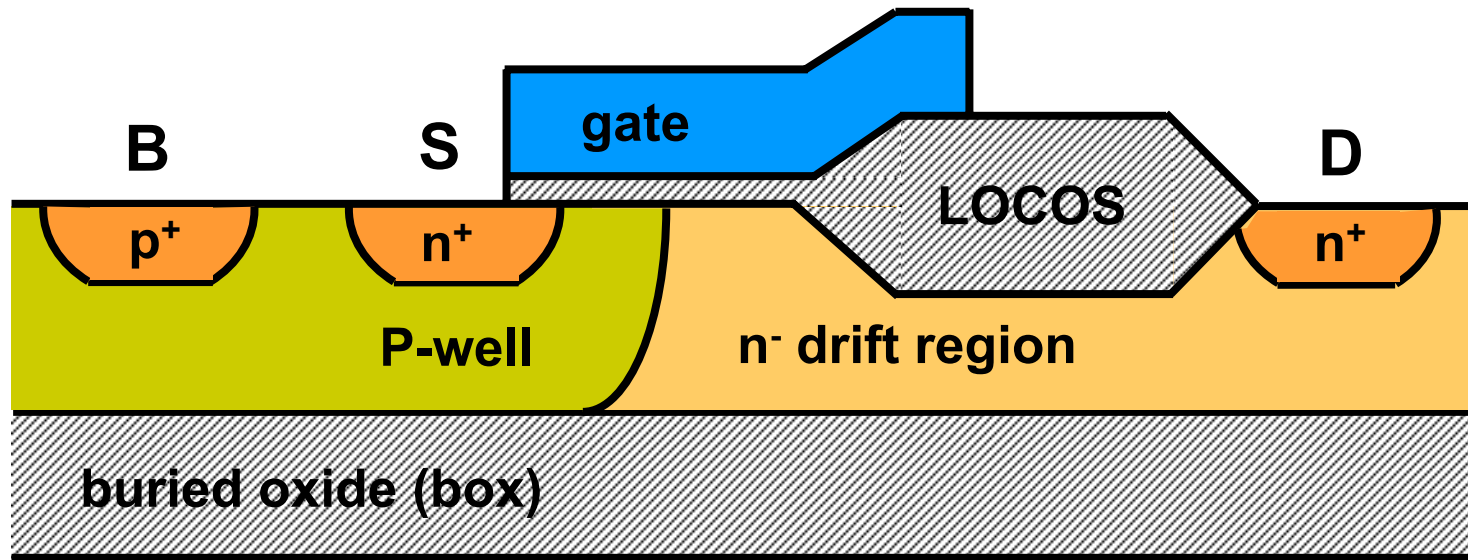 gate
B
S
D
LOCOS
p⁺
n⁺
n⁺
P-well
n⁻ drift region
buried oxide (box)